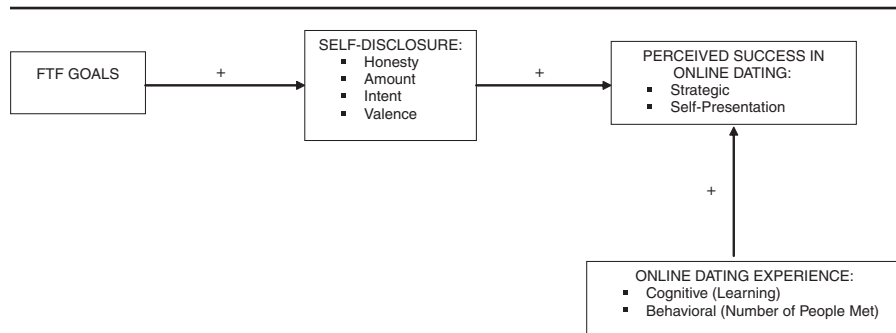 FTF GOALS
+
SELF-DISCLOSURE:
▪ Honesty
▪ Amount
▪ Intent
▪ Valence
+
PERCEIVED SUCCESS IN
ONLINE DATING:
▪ Strategic
▪ Self-Presentation
+
ONLINE DATING EXPERIENCE:
▪ Cognitive (Learning)
▪ Behavioral (Number of People Met)